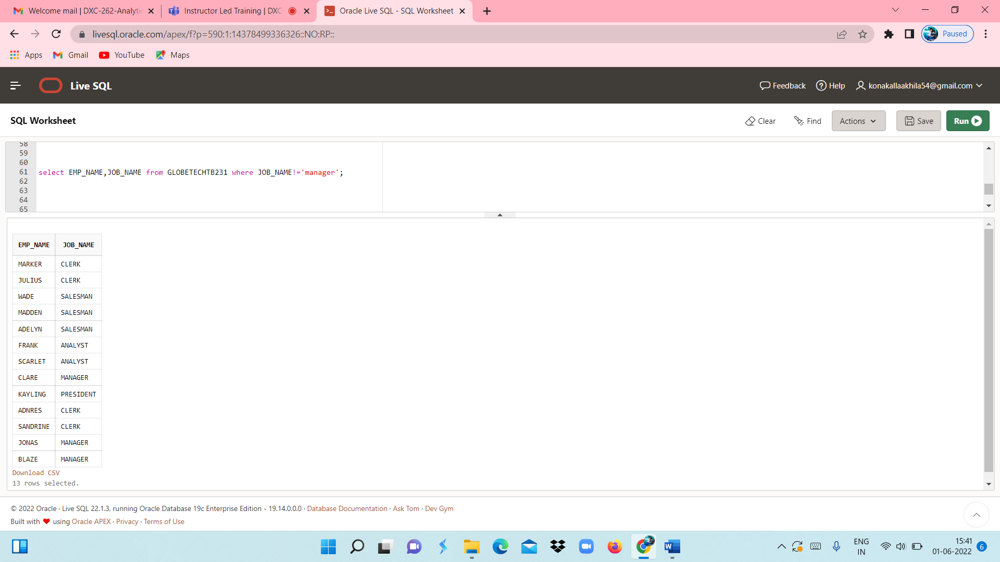 Welcome mail | DXC-262-Analytic
Instructor Led Training | DXC
Oracle Live SQL - SQL Worksheet
livesql.oracle.com/apex/f?p=590:1:14378499336326::NO:RP::
Paused
Apps
Gmail
YouTube
Maps
Live SQL
Feedback
Help
konakallaakhila54@gmail.com
SQL Worksheet
Clear
Find
Actions
Save
Run
58
59
60
61 select EMP_NAME,JOB_NAME from GLOBETECHTB231 where JOB_NAME!='manager';
62
63
64
65
EMP_NAME JOB_NAME
MARKER CLERK
JULIUS CLERK
WADE SALESMAN
MADDEN SALESMAN
ADELYN SALESMAN
FRANK ANALYST
SCARLET ANALYST
CLARE MANAGER
KAYLING PRESIDENT
ADNRES CLERK
SANDRINE CLERK
JONAS MANAGER
BLAZE MANAGER
Download CSV
13 rows selected.
© 2022 Oracle · Live SQL 22.1.3, running Oracle Database 19c Enterprise Edition - 19.14.0.0.0 · Database Documentation · Ask Tom · Dev Gym
Built with ❤ using Oracle APEX · Privacy · Terms of Use
ENG
IN
15:41
01-06-2022
6